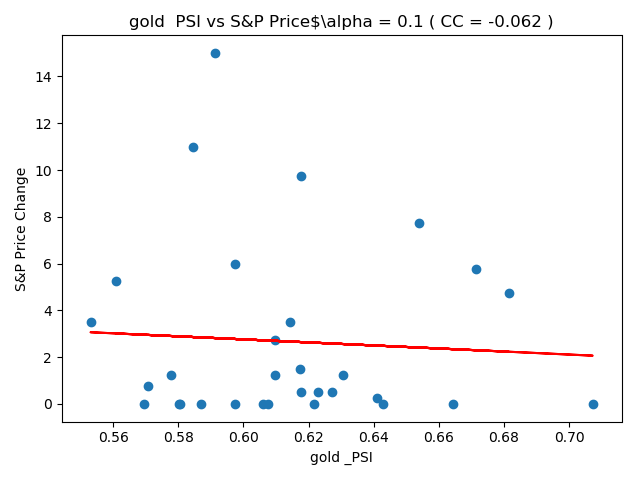 gold  PSI vs S&P Price$\alpha = 0.1 ( CC = -0.062 )
14
12
10
8
6
4
2
0
S&P Price Change
0.56 0.58 0.60 0.62 0.64 0.66 0.68 0.70
gold _PSI